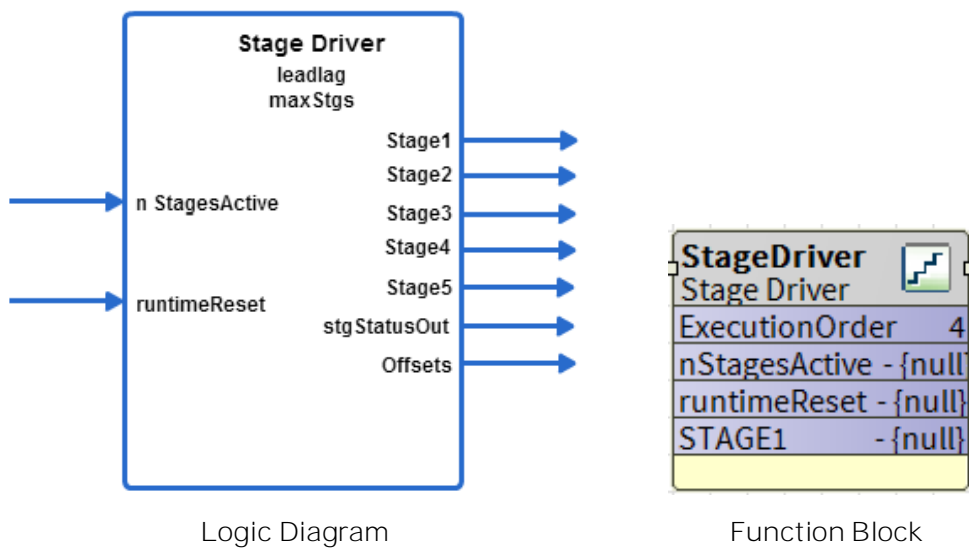 Stage Driver
leadlag
maxStgs
Stage1
Stage2
n StagesActive
Stage3
Stage4
Stage5
runtimeReset
stgStatusOut
Offsets
Logic Diagram
StageDriver
Stage Driver
ExecutionOrder 4
nStagesActive - {null
runtimeReset - {null}
STAGE1 - {null}
Function Block